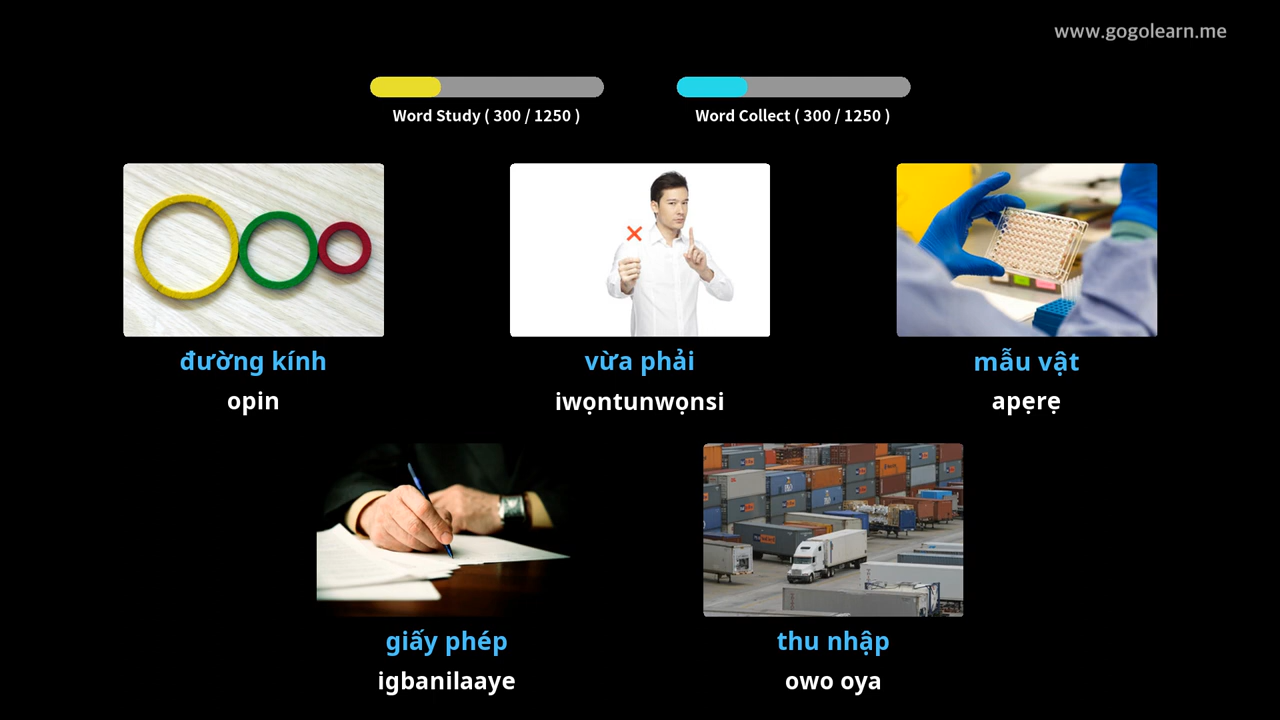 www.gogolearn.me
Word Study ( 300 / 1250 )
Word Collect ( 300 / 1250 )
đường kính
vừa phải
mẫu vật
opin
iwọntunwọnsi
apẹrẹ
giấy phép
thu nhập
igbanilaaye
owo oya